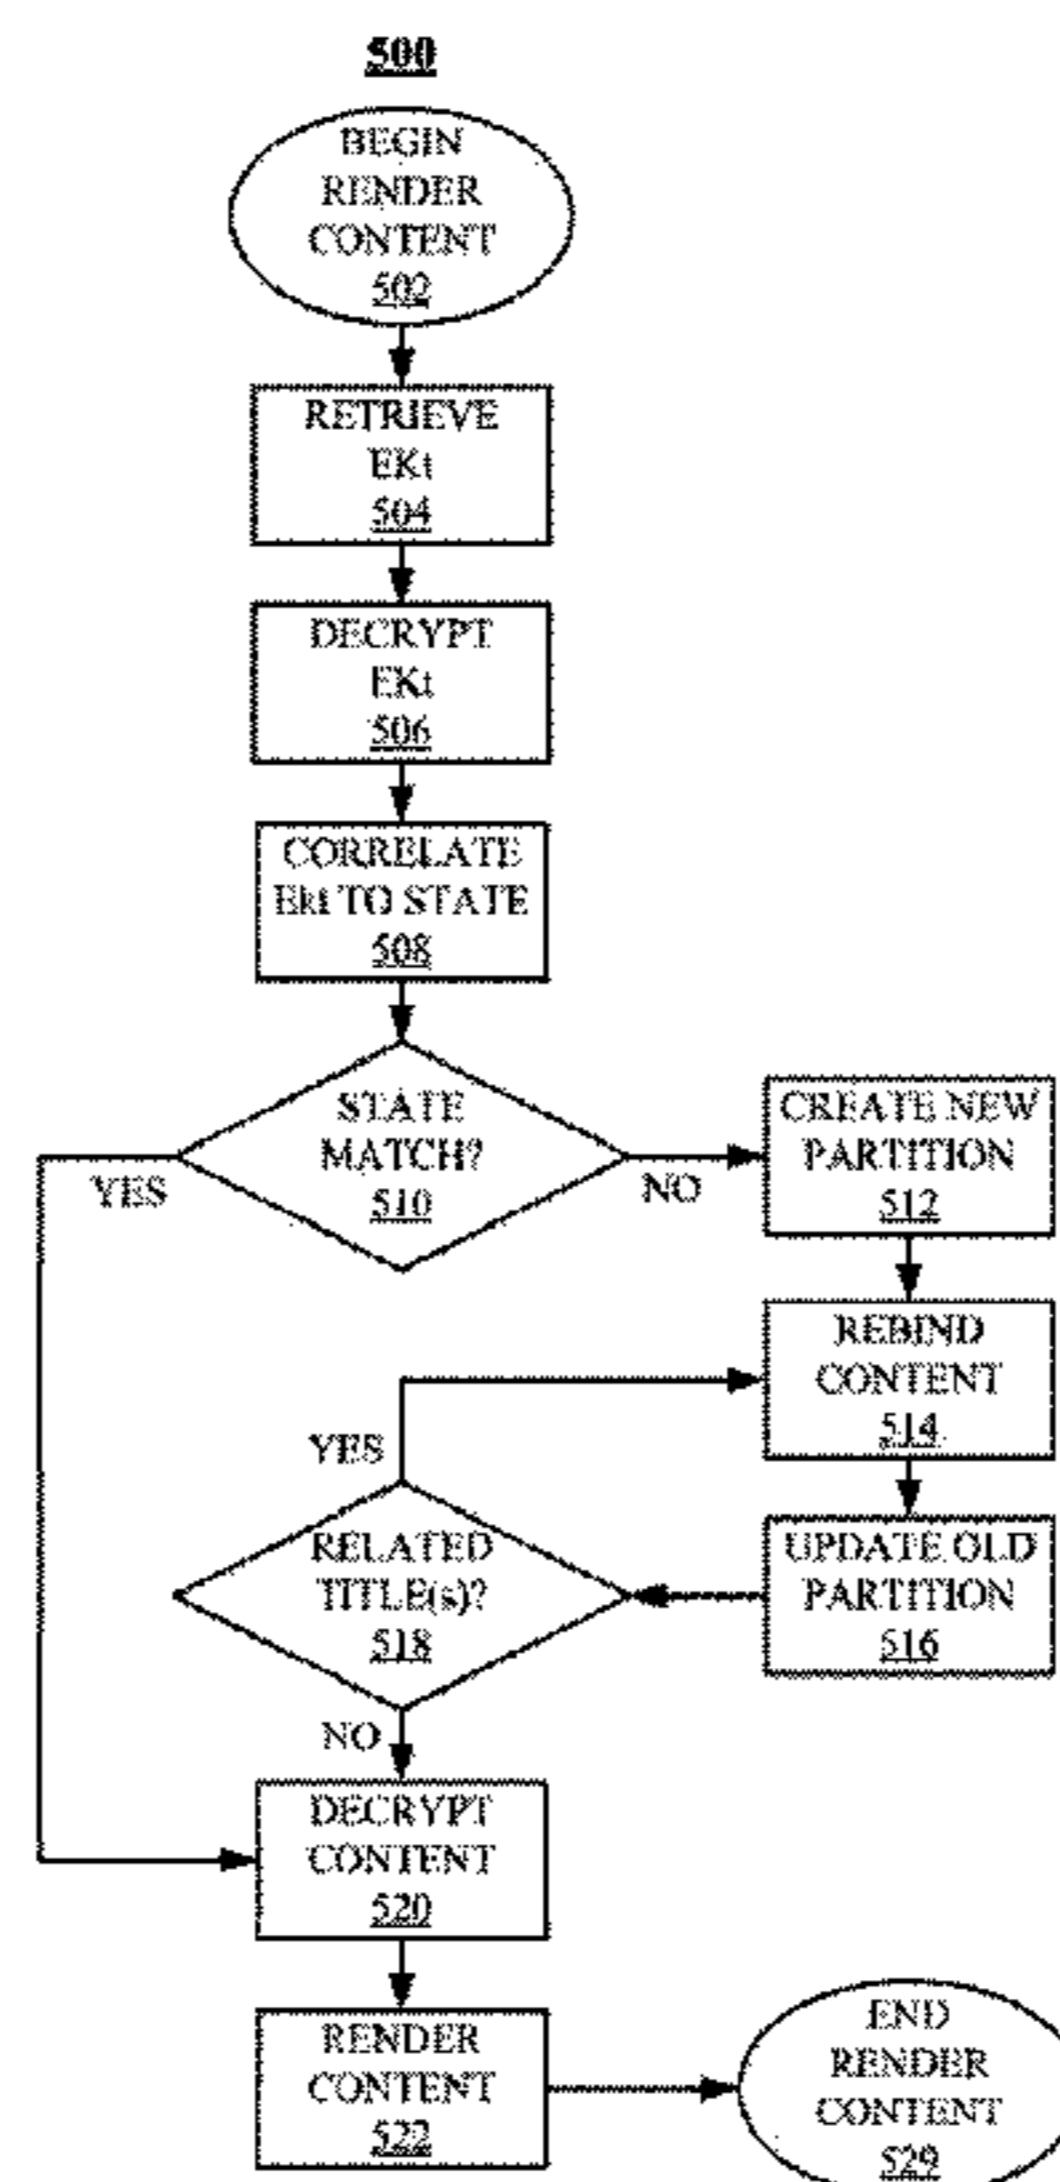 500
BEGIN
RENDER
CONTENT
502
RETRIEVE
EKt
504
DECRYPT
EKt
506
CORRELATE
Ekt TO STATE
508
STATE
MATCH?
510
YES
NO
CREATE NEW
PARTITION
512
REBIND
CONTENT
514
UPDATE OLD
PARTITION
516
YES
RELATED
TITLE(s)?
518
NO
DECRYPT
CONTENT
520
RENDER
CONTENT
522
END
RENDER
CONTENT
529